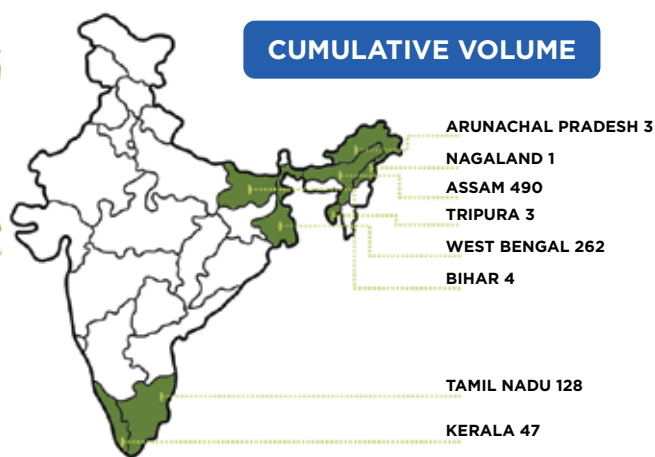 CUMULATIVE VOLUME
ARUNACHAL PRADESH 3
NAGALAND 1
ASSAM 490
TRIPURA 3
WEST BENGAL 262
BIHAR 4
TAMIL NADU 128
KERALA 47